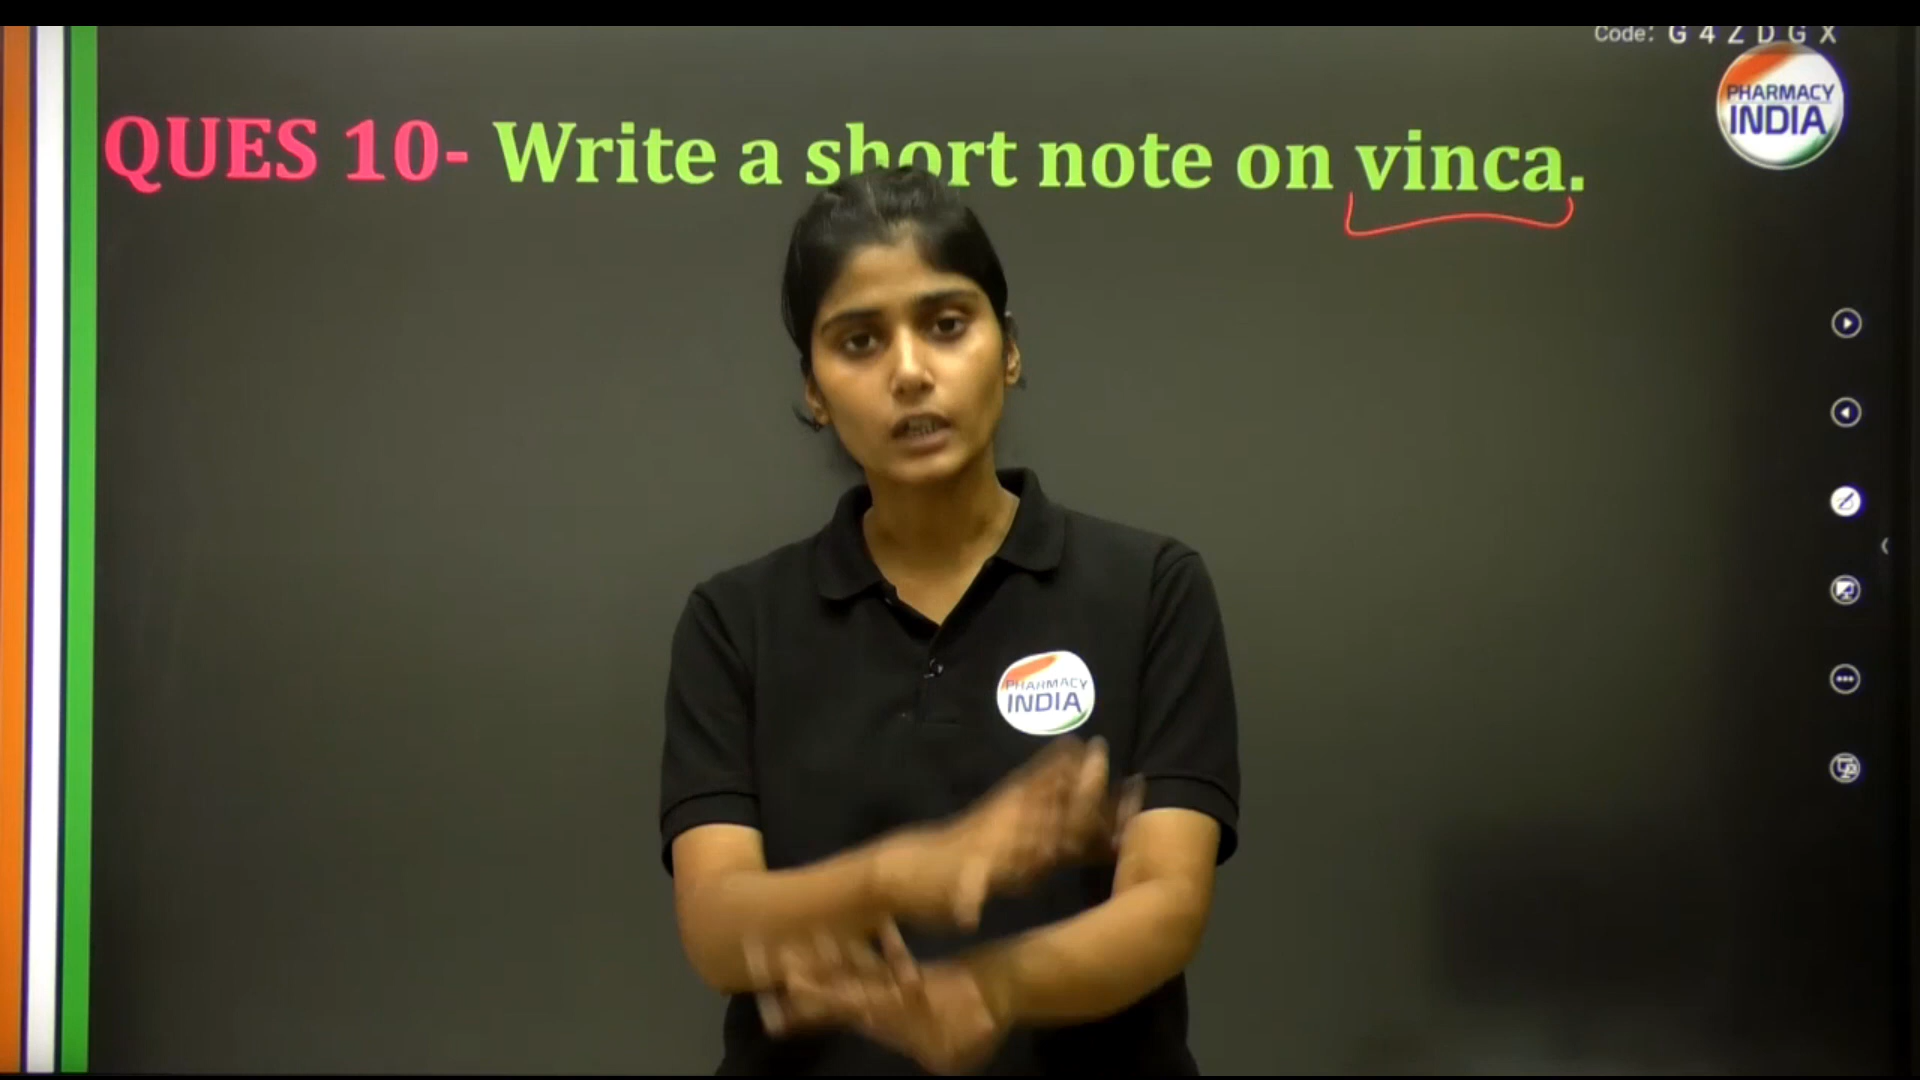 Code: G 4 Z D G X
PHARMACY
INDIA
QUES 10- Write a short note on vinca.
PHARMACY
INDIA